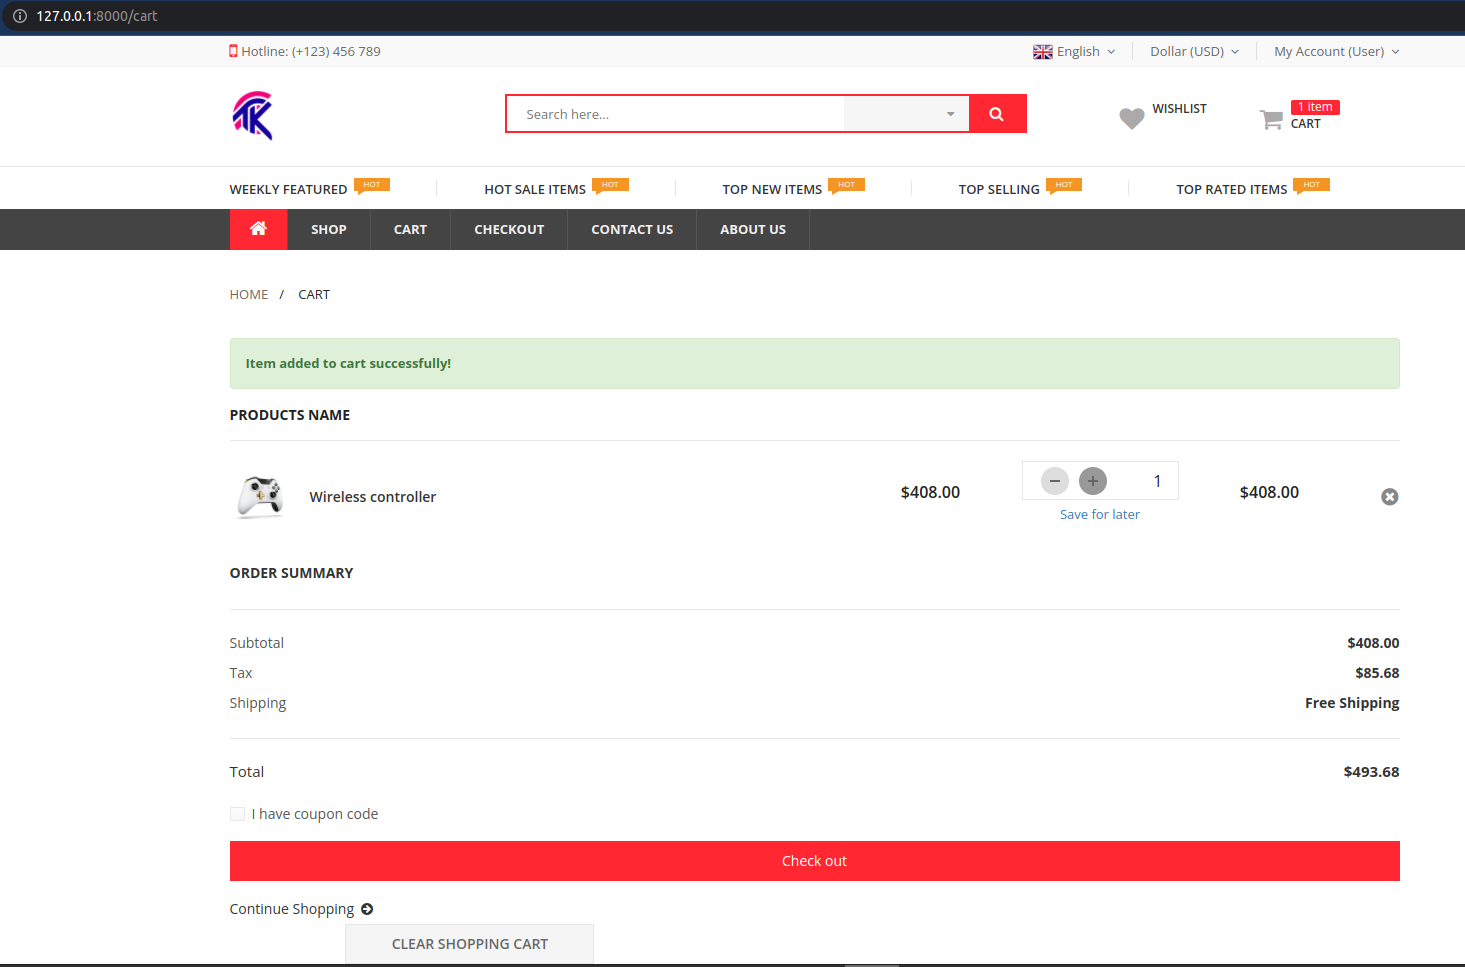 127.0.0.1:8000/cart
Hotline: (+123) 456 789 English Dollar (USD) My Account (User)
TK Search here... WISHLIST 1 item
CART
WEEKLY FEATURED HOT HOT SALE ITEMS HOT TOP NEW ITEMS HOT TOP SELLING HOT TOP RATED ITEMS HOT
SHOP CART CHECKOUT CONTACT US ABOUT US
HOME / CART
Item added to cart successfully!
PRODUCTS NAME
Wireless controller $408.00 − + 1 $408.00
Save for later
ORDER SUMMARY
Subtotal $408.00
Tax $85.68
Shipping Free Shipping
Total $493.68
I have coupon code
Check out
Continue Shopping
CLEAR SHOPPING CART